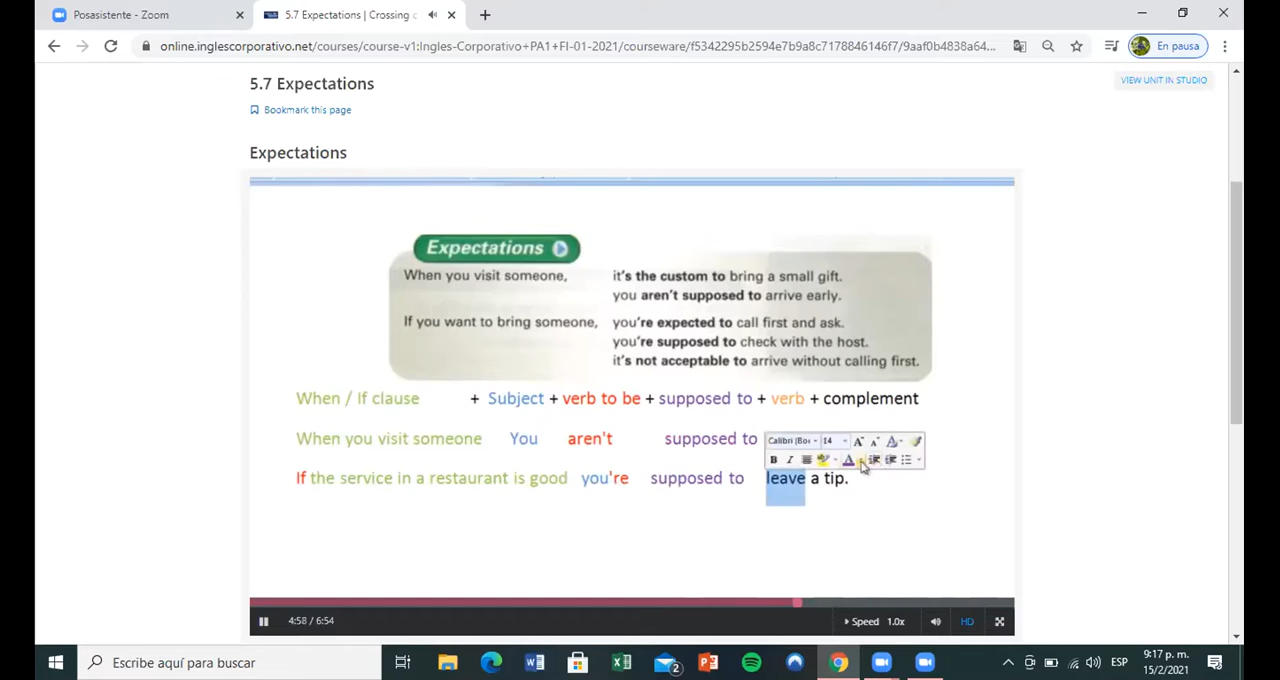 Posasistente - Zoom
5.7 Expectations | Crossing c
online.inglescorporativo.net/courses/course-v1:Ingles-Corporativo+PA1+FI-01-2021/courseware/f5342295b2594e7b9a8c7178846146f7/9aaf0b4838a64...
En pausa
5.7 Expectations
VIEW UNIT IN STUDIO
Bookmark this page
Expectations
Expectations
When you visit someone, it's the custom to bring a small gift.
you aren't supposed to arrive early.
If you want to bring someone, you're expected to call first and ask.
you're supposed to check with the host.
it's not acceptable to arrive without calling first.
When / If clause + Subject + verb to be + supposed to + verb + complement
When you visit someone You aren't supposed to
Calibri (Bo 14 A A A
B I A
If the service in a restaurant is good you're supposed to leave a tip.
4:58 / 6:54 Speed 1.0x HD
Escribe aquí para buscar
2
ESP
9:17 p. m.
15/2/2021